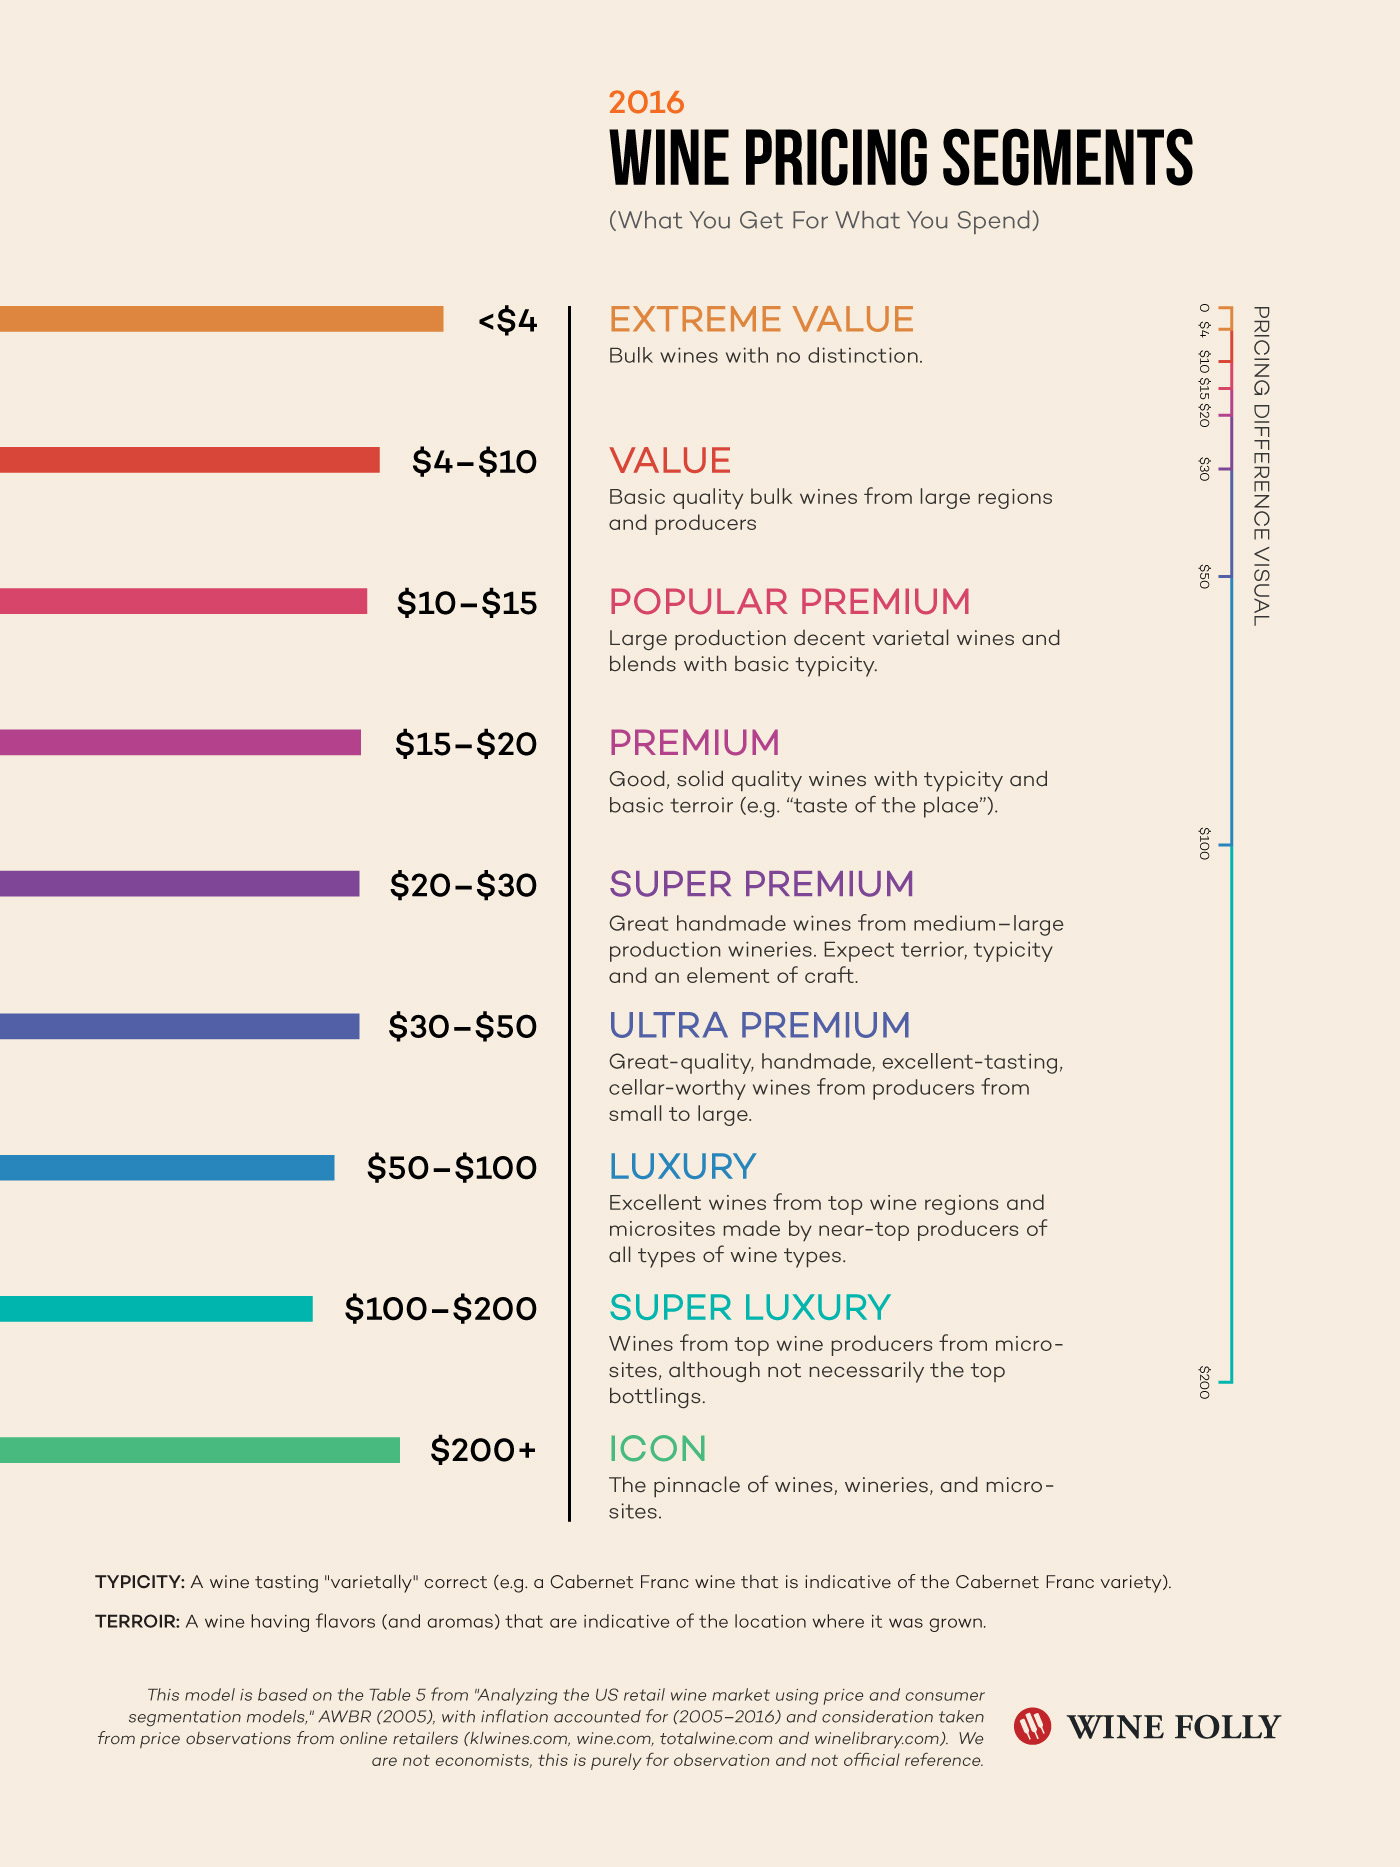 2016
WINE PRICING SEGMENTS
(What You Get For What You Spend)
<$4
EXTREME VALUE
Bulk wines with no distinction.
$4–$10
VALUE
Basic quality bulk wines from large regions
and producers
$10–$15
POPULAR PREMIUM
Large production decent varietal wines and
blends with basic typicity.
$15–$20
PREMIUM
Good, solid quality wines with typicity and
basic terroir (e.g. “taste of the place”).
$20–$30
SUPER PREMIUM
Great handmade wines from medium–large
production wineries. Expect terrior, typicity
and an element of craft.
$30–$50
ULTRA PREMIUM
Great-quality, handmade, excellent-tasting,
cellar-worthy wines from producers from
small to large.
$50–$100
LUXURY
Excellent wines from top wine regions and
microsites made by near-top producers of
all types of wine types.
$100–$200
SUPER LUXURY
Wines from top wine producers from micro-
sites, although not necessarily the top
bottlings.
$200+
ICON
The pinnacle of wines, wineries, and micro-
sites.
PRICING DIFFERENCE VISUAL
0
$4
$10
$15
$20
$30
$50
$100
$200
TYPICITY: A wine tasting "varietally" correct (e.g. a Cabernet Franc wine that is indicative of the Cabernet Franc variety).
TERROIR: A wine having flavors (and aromas) that are indicative of the location where it was grown.
This model is based on the Table 5 from "Analyzing the US retail wine market using price and consumer
segmentation models," AWBR (2005), with inflation accounted for (2005–2016) and consideration taken
from price observations from online retailers (klwines.com, wine.com, totalwine.com and winelibrary.com). We
are not economists, this is purely for observation and not official reference.
WINE FOLLY